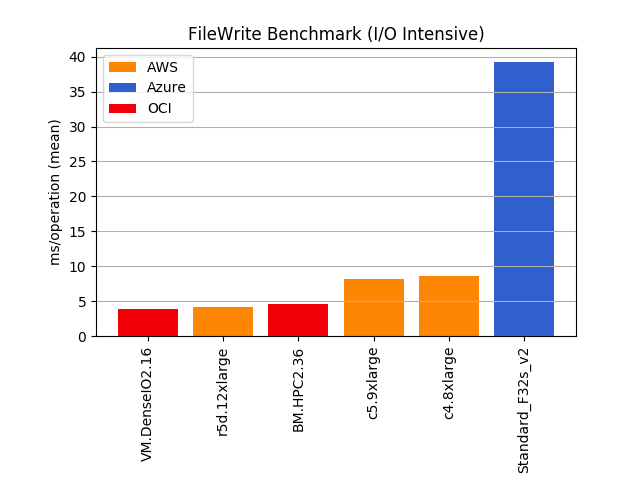 FileWrite Benchmark (I/O Intensive)
AWS
Azure
OCI
ms/operation (mean)
40
35
30
25
20
15
10
5
0
VM.DenseIO2.16
r5d.12xlarge
BM.HPC2.36
c5.9xlarge
c4.8xlarge
Standard_F32s_v2